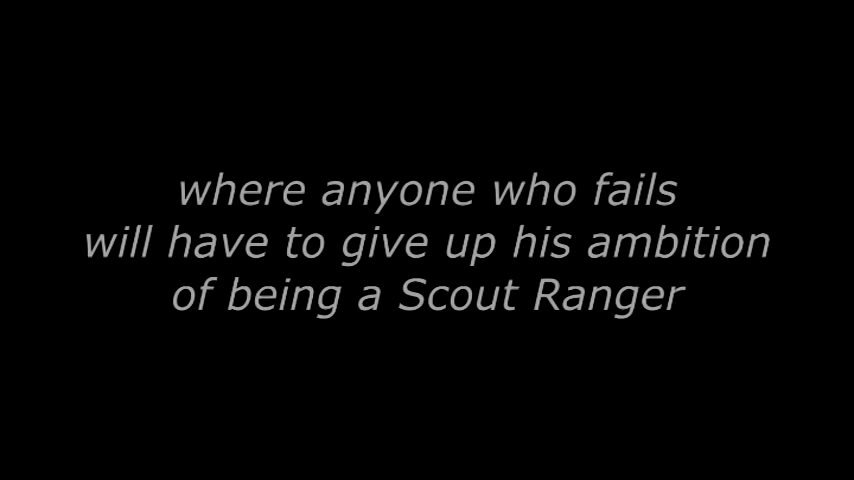 where anyone who fails
will have to give up his ambition
of being a Scout Ranger